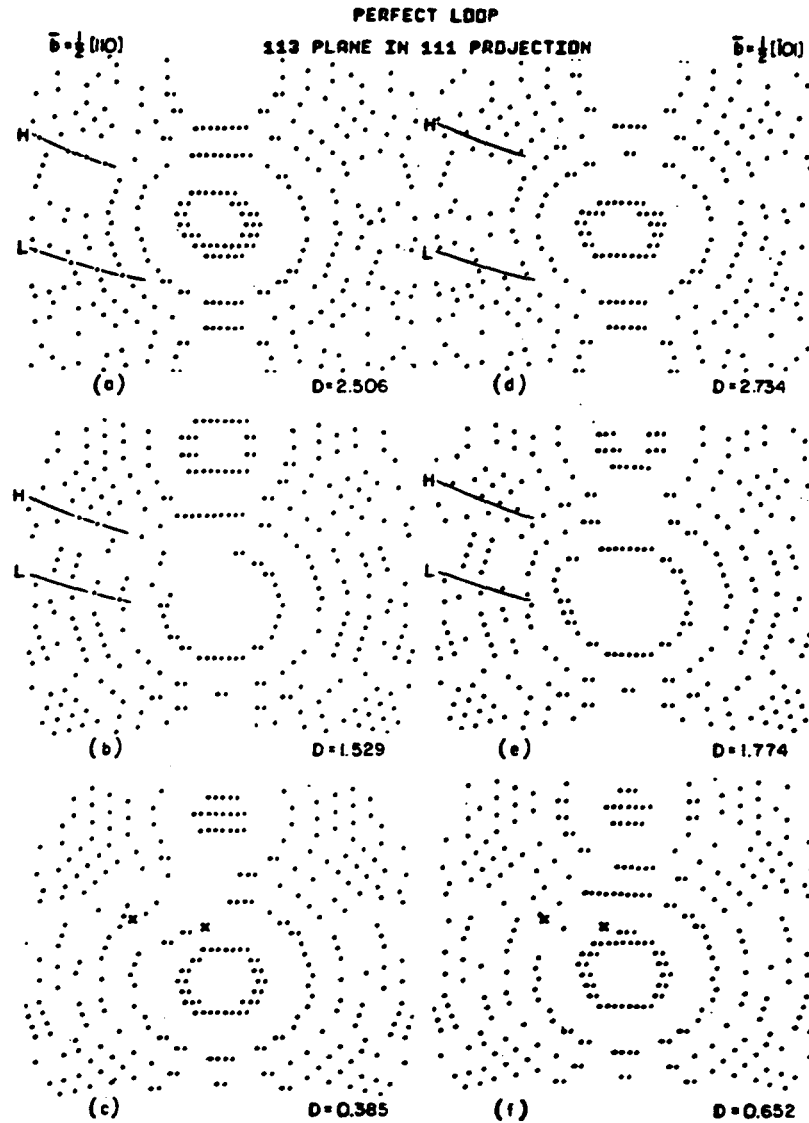 PERFECT LOOP
b̄ = ½ [110] 113 PLANE IN 111 PROJECTION b̄ = ½ [1̄01]
H H
L L
(a) D=2.506 (d) D=2.734
H H
L L
(b) D=1.529 (e) D=1.774
x x x x
(c) D=0.385 (f) D=0.652